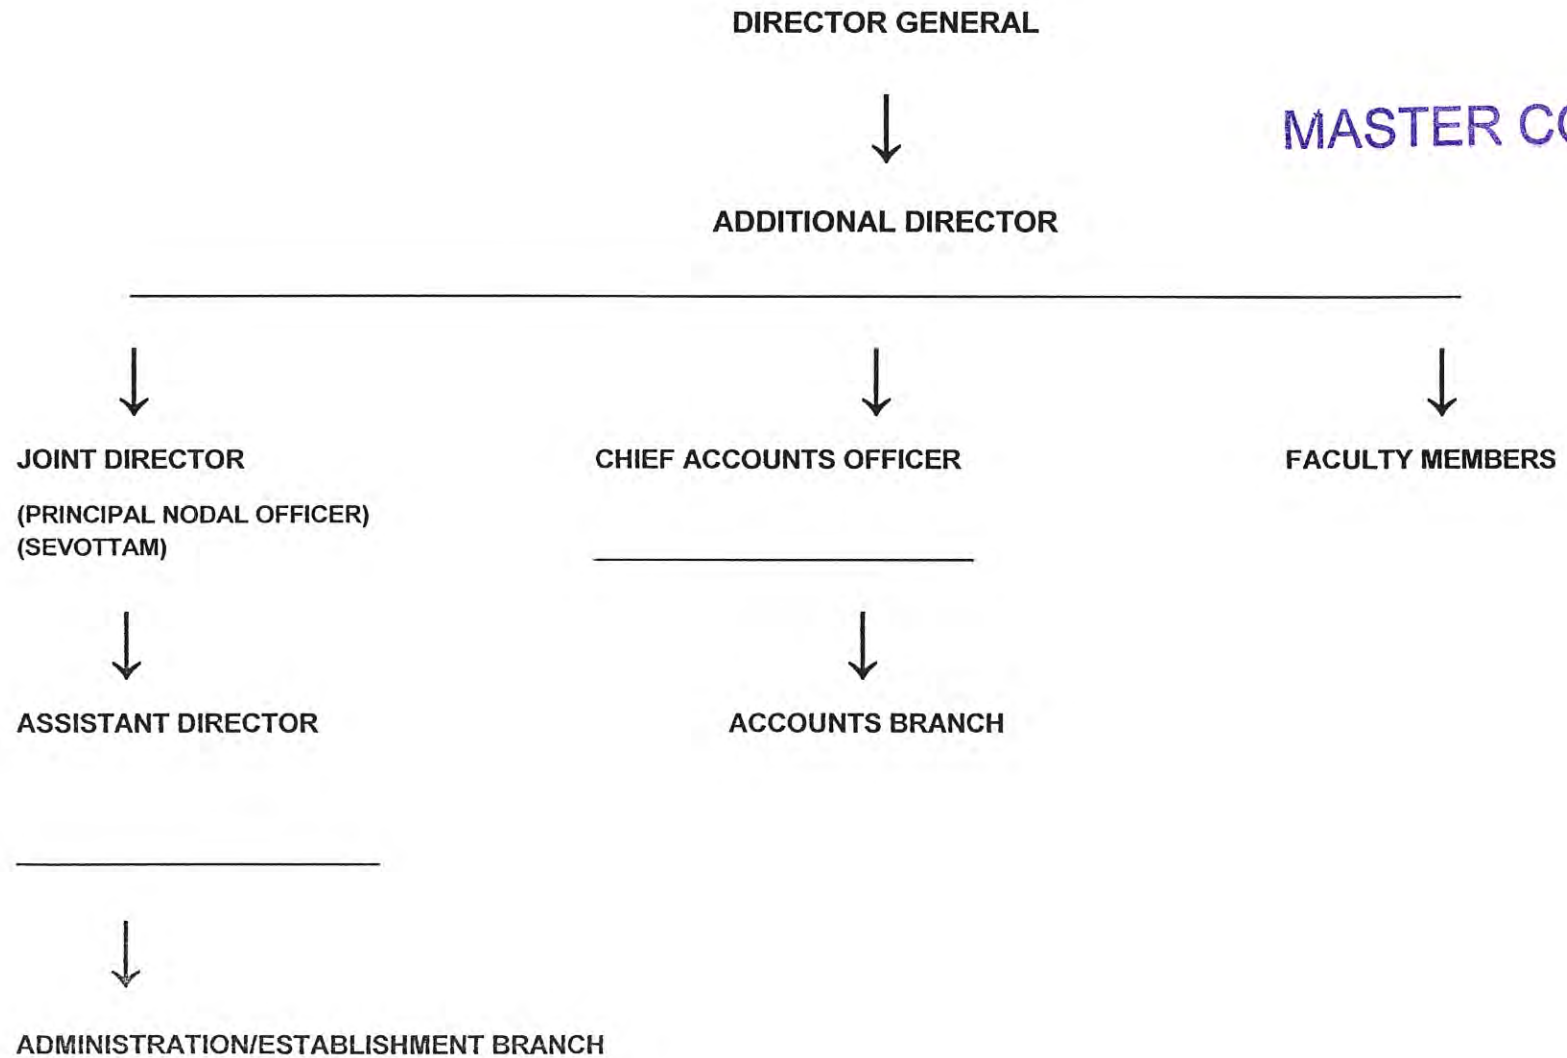 DIRECTOR GENERAL
MASTER
ADDITIONAL DIRECTOR
JOINT DIRECTOR
CHIEF ACCOUNTS OFFICER
FACULTY MEMBERS
(PRINCIPAL NODAL OFFICER)
(SEVOTTAM)
ASSISTANT DIRECTOR
ACCOUNTS BRANCH
ADMINISTRATION/ESTABLISHMENT BRANCH